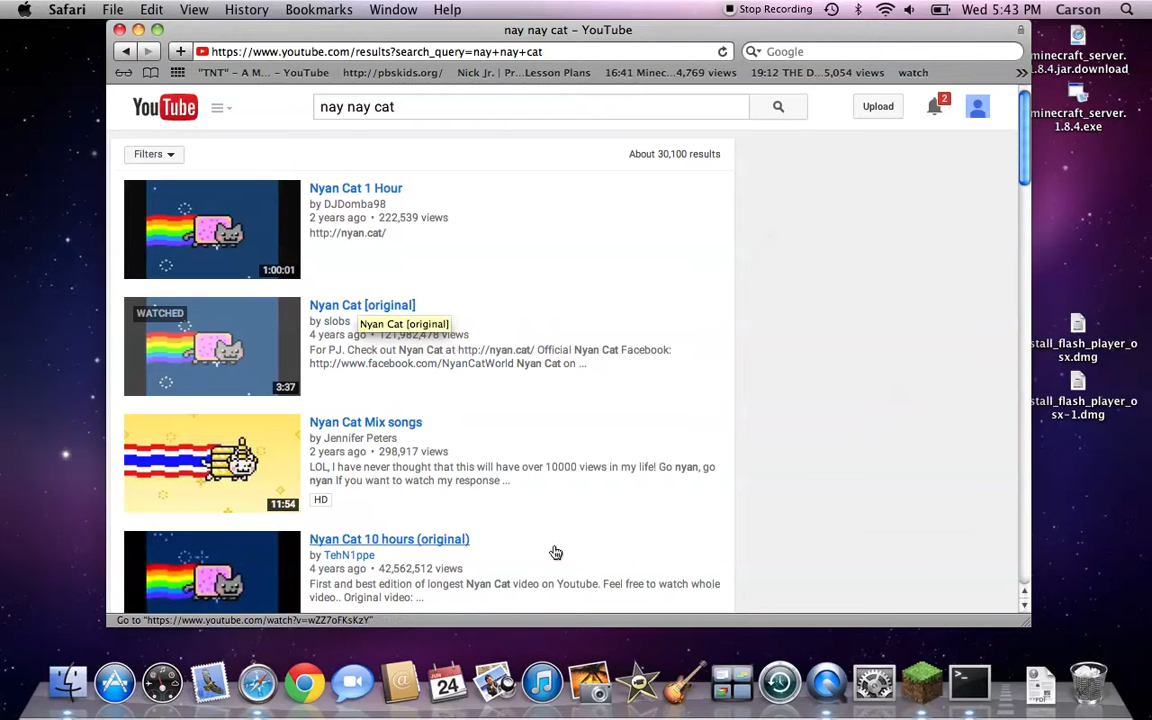 Safari File Edit View History Bookmarks Window Help Stop Recording Wed 5:43 PM Carson
nay nay cat – YouTube
https://www.youtube.com/results?search_query=nay+nay+cat Google
"TNT" – A M... – YouTube http://pbskids.org/ Nick Jr. | Pr...Lesson Plans 16:41 Minec...4,769 views 19:12 THE D...5,054 views watch
YouTube nay nay cat Upload 2
Filters About 30,100 results
Nyan Cat 1 Hour
by DJDomba98
2 years ago • 222,539 views
http://nyan.cat/
1:00:01
WATCHED
Nyan Cat [original]
by slobs
Nyan Cat [original]
4 years ago • 121,982,478 views
For PJ. Check out Nyan Cat at http://nyan.cat/ Official Nyan Cat Facebook:
http://www.facebook.com/NyanCatWorld Nyan Cat on ...
3:37
Nyan Cat Mix songs
by Jennifer Peters
2 years ago • 298,917 views
LOL, I have never thought that this will have over 10000 views in my life! Go nyan, go
nyan If you want to watch my response ...
HD
11:54
Nyan Cat 10 hours (original)
by TehN1ppe
4 years ago • 42,562,512 views
First and best edition of longest Nyan Cat video on Youtube. Feel free to watch whole
video.. Original video: ...
Go to "https://www.youtube.com/watch?v=wZZ7oFKsKzY"
minecraft_server.
1.8.4.jar.download
minecraft_server.
1.8.4.exe
stall_flash_player_o
sx.dmg
stall_flash_player_o
sx-1.dmg
JUN
24
PDF